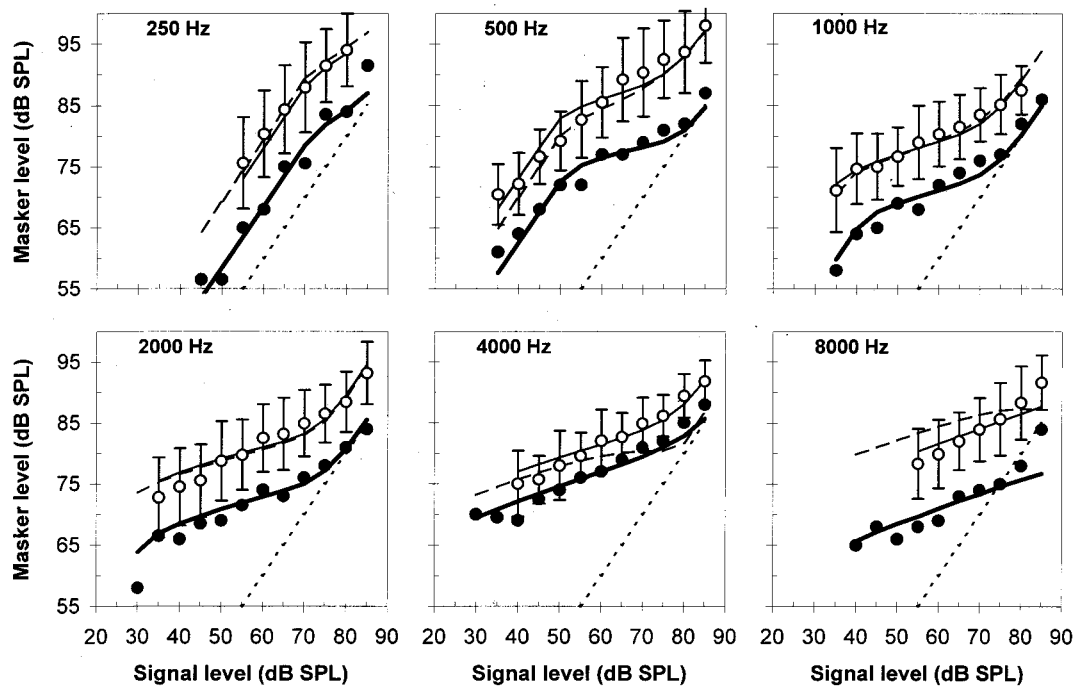 250 Hz
500 Hz
1000 Hz
Masker level (dB SPL)
95
85
75
65
55
2000 Hz
4000 Hz
8000 Hz
Masker level (dB SPL)
95
85
75
65
55
20 30 40 50 60 70 80 90 20 30 40 50 60 70 80 90 20 30 40 50 60 70 80 90
Signal level (dB SPL) Signal level (dB SPL) Signal level (dB SPL)